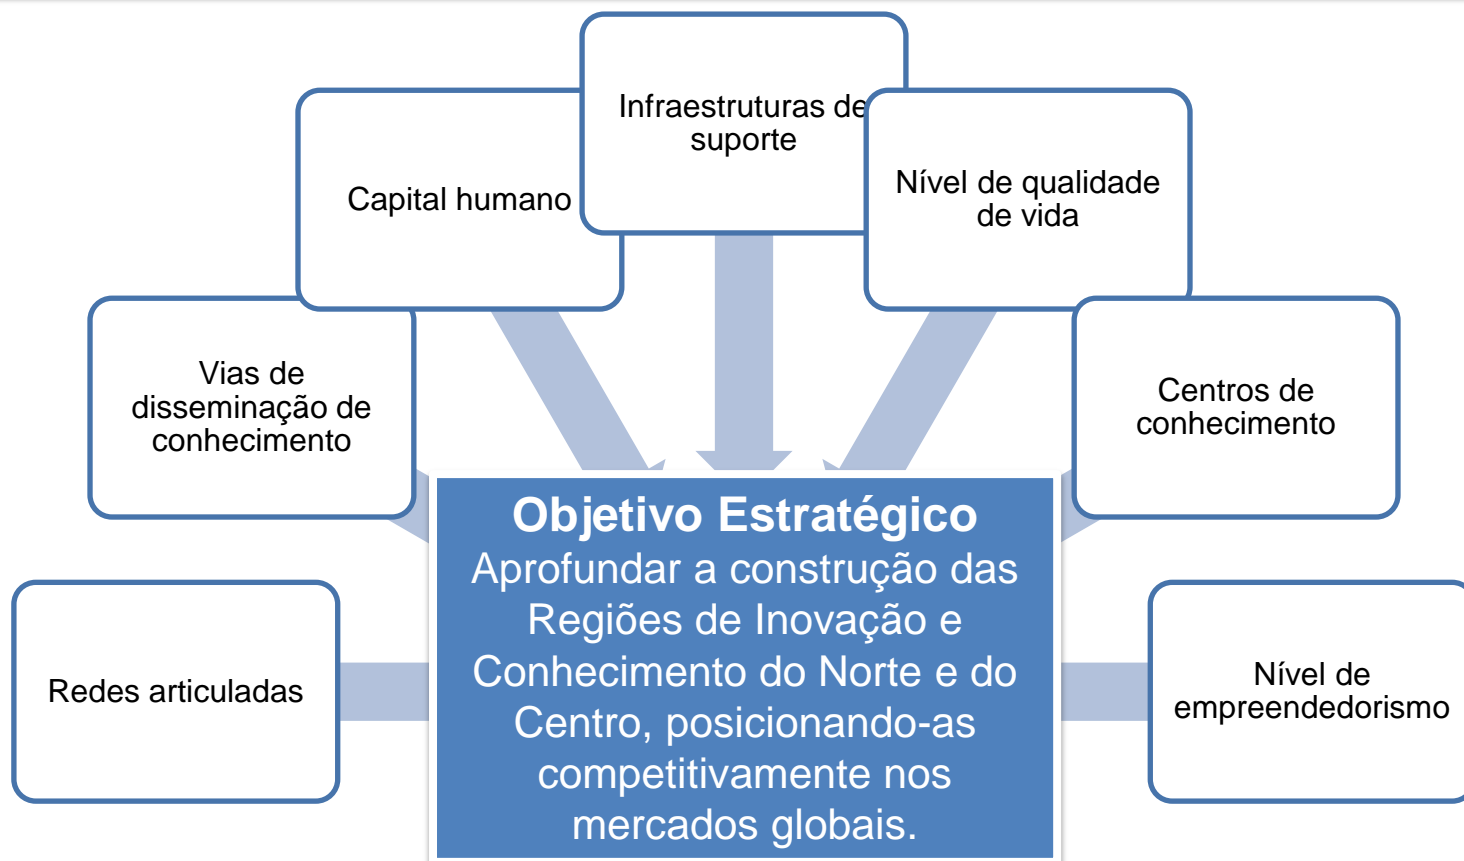 Infraestruturas de
suporte
Capital humano
Nível de qualidade
de vida
Vias de
disseminação de
conhecimento
Centros de
conhecimento
Objetivo Estratégico
Aprofundar a construção das
Regiões de Inovação e
Conhecimento do Norte e do
Centro, posicionando-as
competitivamente nos
mercados globais.
Redes articuladas
Nível de
empreendedorismo